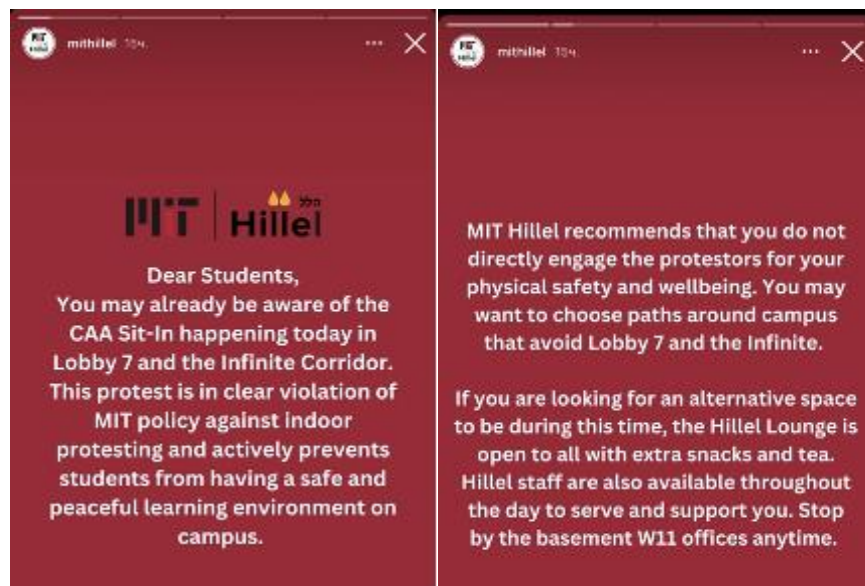 mithillel
MIT
Hillel
הלל
Dear Students,
You may already be aware of the
CAA Sit-In happening today in
Lobby 7 and the Infinite Corridor.
This protest is in clear violation of
MIT policy against indoor
protesting and actively prevents
students from having a safe and
peaceful learning environment on
campus.
mithillel
MIT Hillel recommends that you do not
directly engage the protestors for your
physical safety and wellbeing. You may
want to choose paths around campus
that avoid Lobby 7 and the Infinite.
If you are looking for an alternative space
to be during this time, the Hillel Lounge is
open to all with extra snacks and tea.
Hillel staff are also available throughout
the day to serve and support you. Stop
by the basement W11 offices anytime.